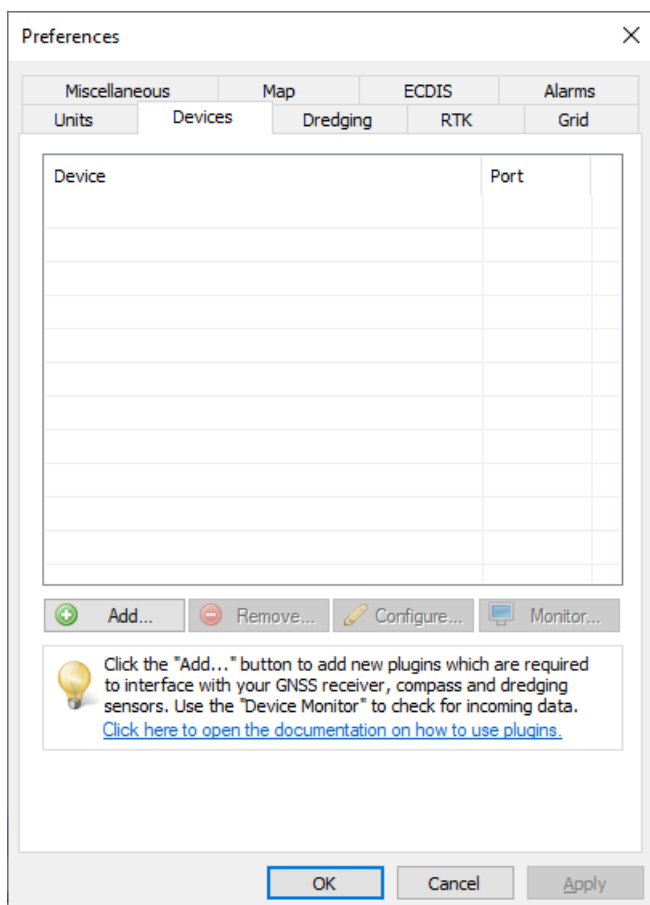 Preferences
Miscellaneous Map ECDIS Alarms
Units Devices Dredging RTK Grid
Device Port
Add... Remove... Configure... Monitor...
Click the "Add..." button to add new plugins which are required
to interface with your GNSS receiver, compass and dredging
sensors. Use the "Device Monitor" to check for incoming data.
Click here to open the documentation on how to use plugins.
OK Cancel Apply